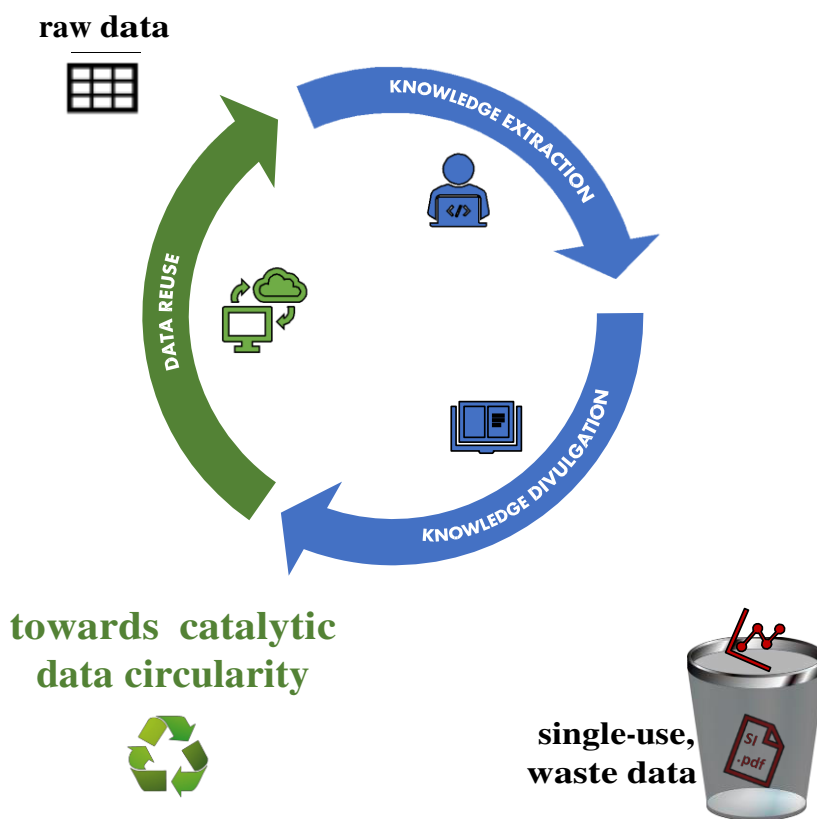 raw data
KNOWLEDGE EXTRACTION
</>
DATA REUSE
KNOWLEDGE DIVULGATION
towards catalytic
data circularity
single-use,
waste data
SI
.pdf